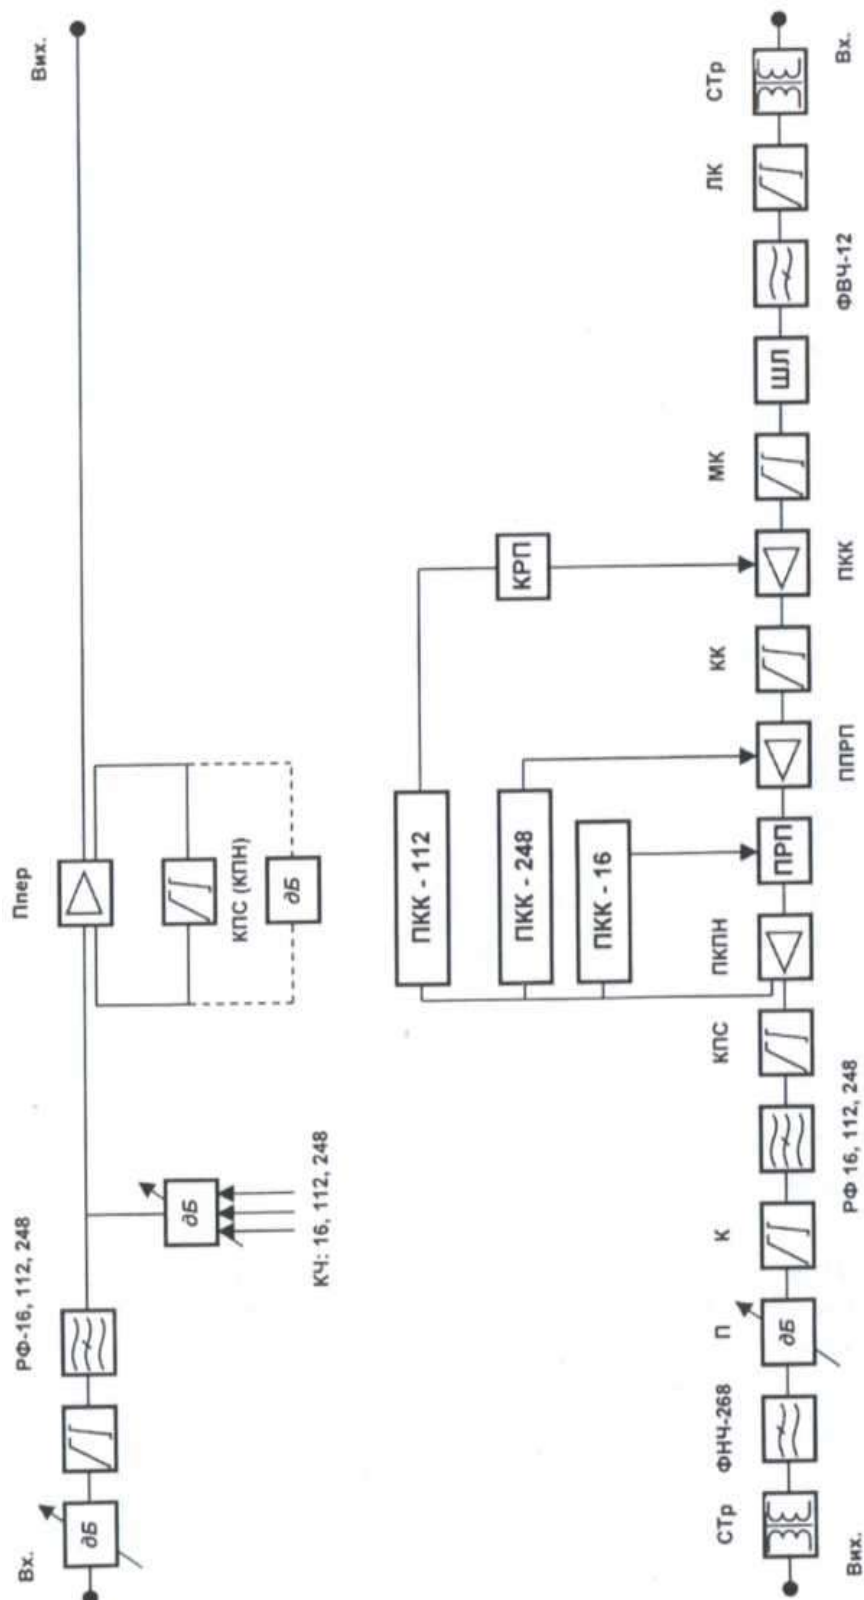 Вх.
дБ
РФ-16, 112, 248
дБ
КЧ: 16, 112, 248
Ппер
КПС (КПН)
дБ
Вих.
ПКК - 112
ПКК - 248
ПКК - 16
КРП
СТр
ФНЧ-268
П
дБ
К
РФ 16, 112, 248
КПС
ПКПН
ПРП
ППРП
КК
ПКК
МК
ШЛ
ФВЧ-12
ЛК
СТр
Вих.
Вх.